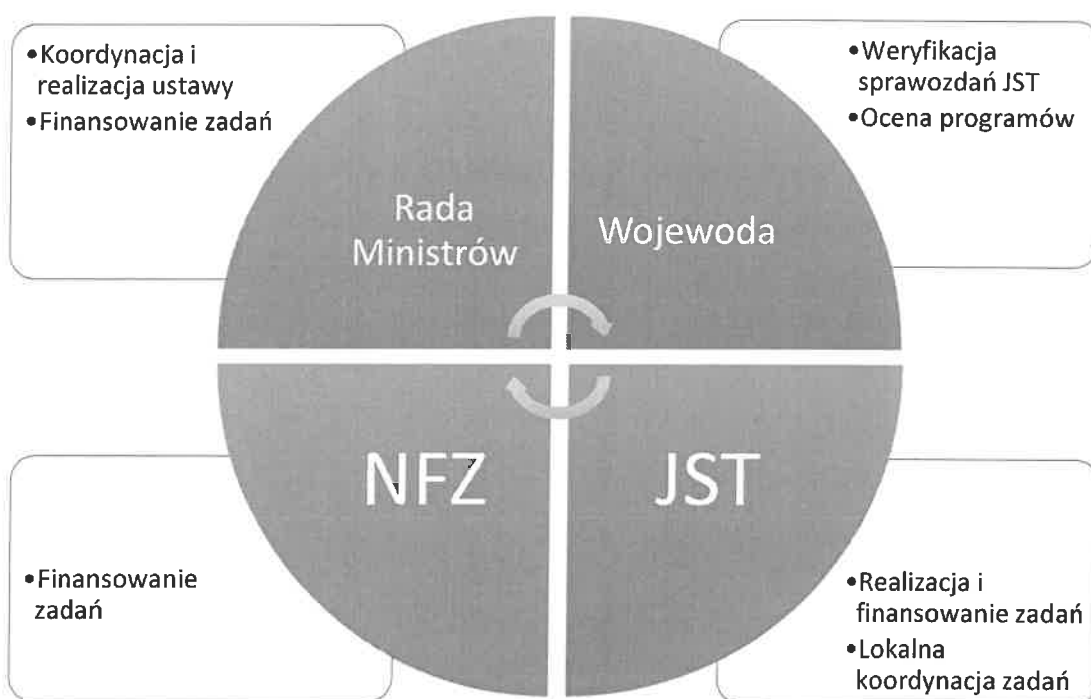 •Koordynacja i
realizacja ustawy
•Finansowanie zadań
Rada
Ministrów
•Weryfikacja
sprawozdań JST
•Ocena programów
Wojewoda
NFZ
•Finansowanie
zadań
JST
•Realizacja i
finansowanie zadań
•Lokalna
koordynacja zadań